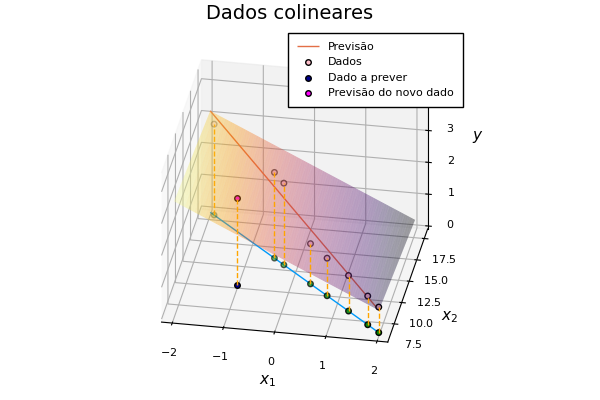 Dados colineares
Previsão
Dados
Dado a prever
Previsão do novo dado
3
2
1
0
y
17.5
15.0
12.5
10.0
7.5
x₂
−2
−1
0
1
2
x₁